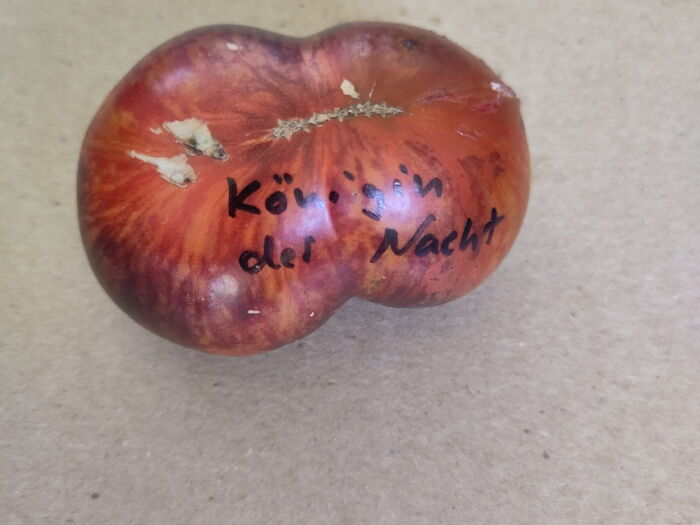 Königin
der Nacht